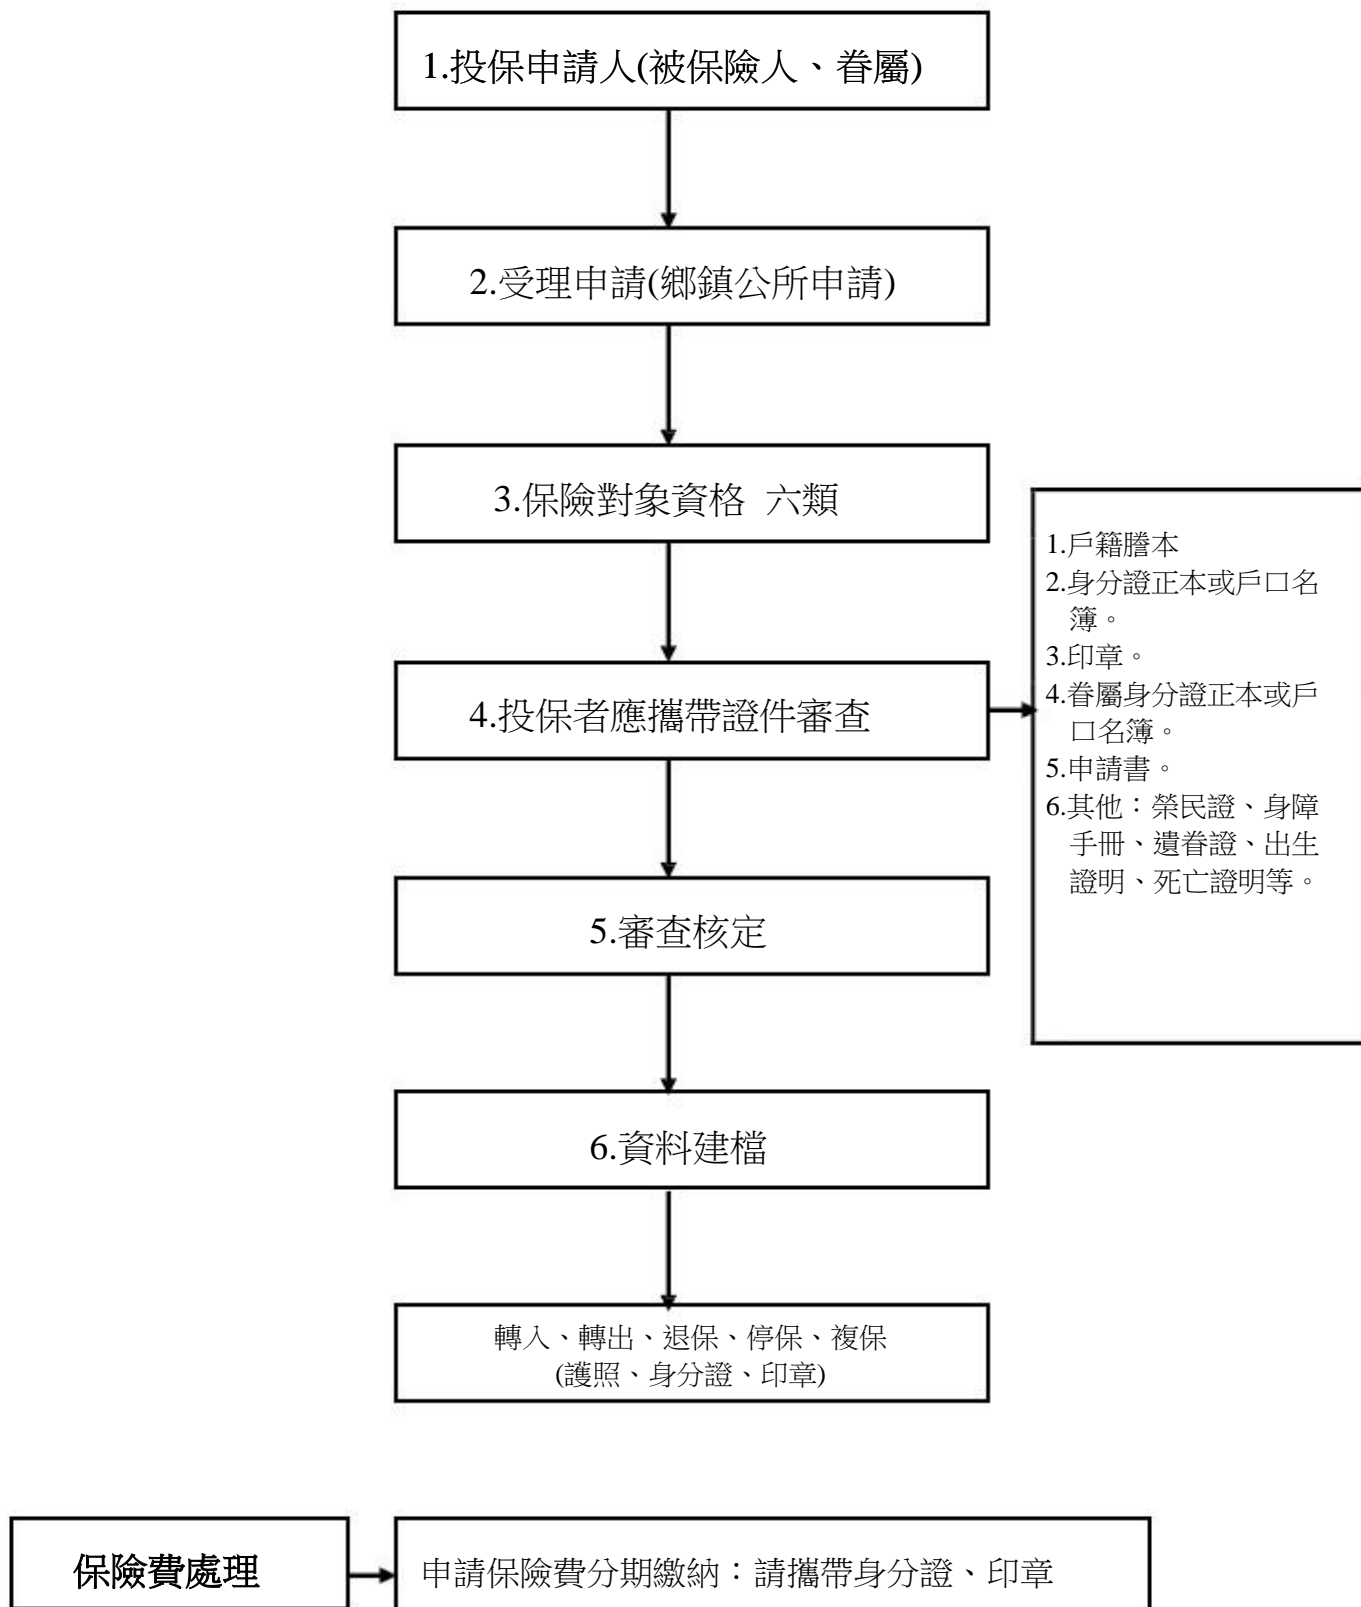 1.投保申請人(被保險人、眷屬)
2.受理申請(鄉鎮公所申請)
3.保險對象資格 六類
4.投保者應攜帶證件審查
1.戶籍謄本
2.身分證正本或戶口名
簿。
3.印章。
4.眷屬身分證正本或戶
口名簿。
5.申請書。
6.其他：榮民證、身障
手冊、遺眷證、出生
證明、死亡證明等。
5.審查核定
6.資料建檔
轉入、轉出、退保、停保、複保
(護照、身分證、印章)
保險費處理
申請保險費分期繳納：請攜帶身分證、印章